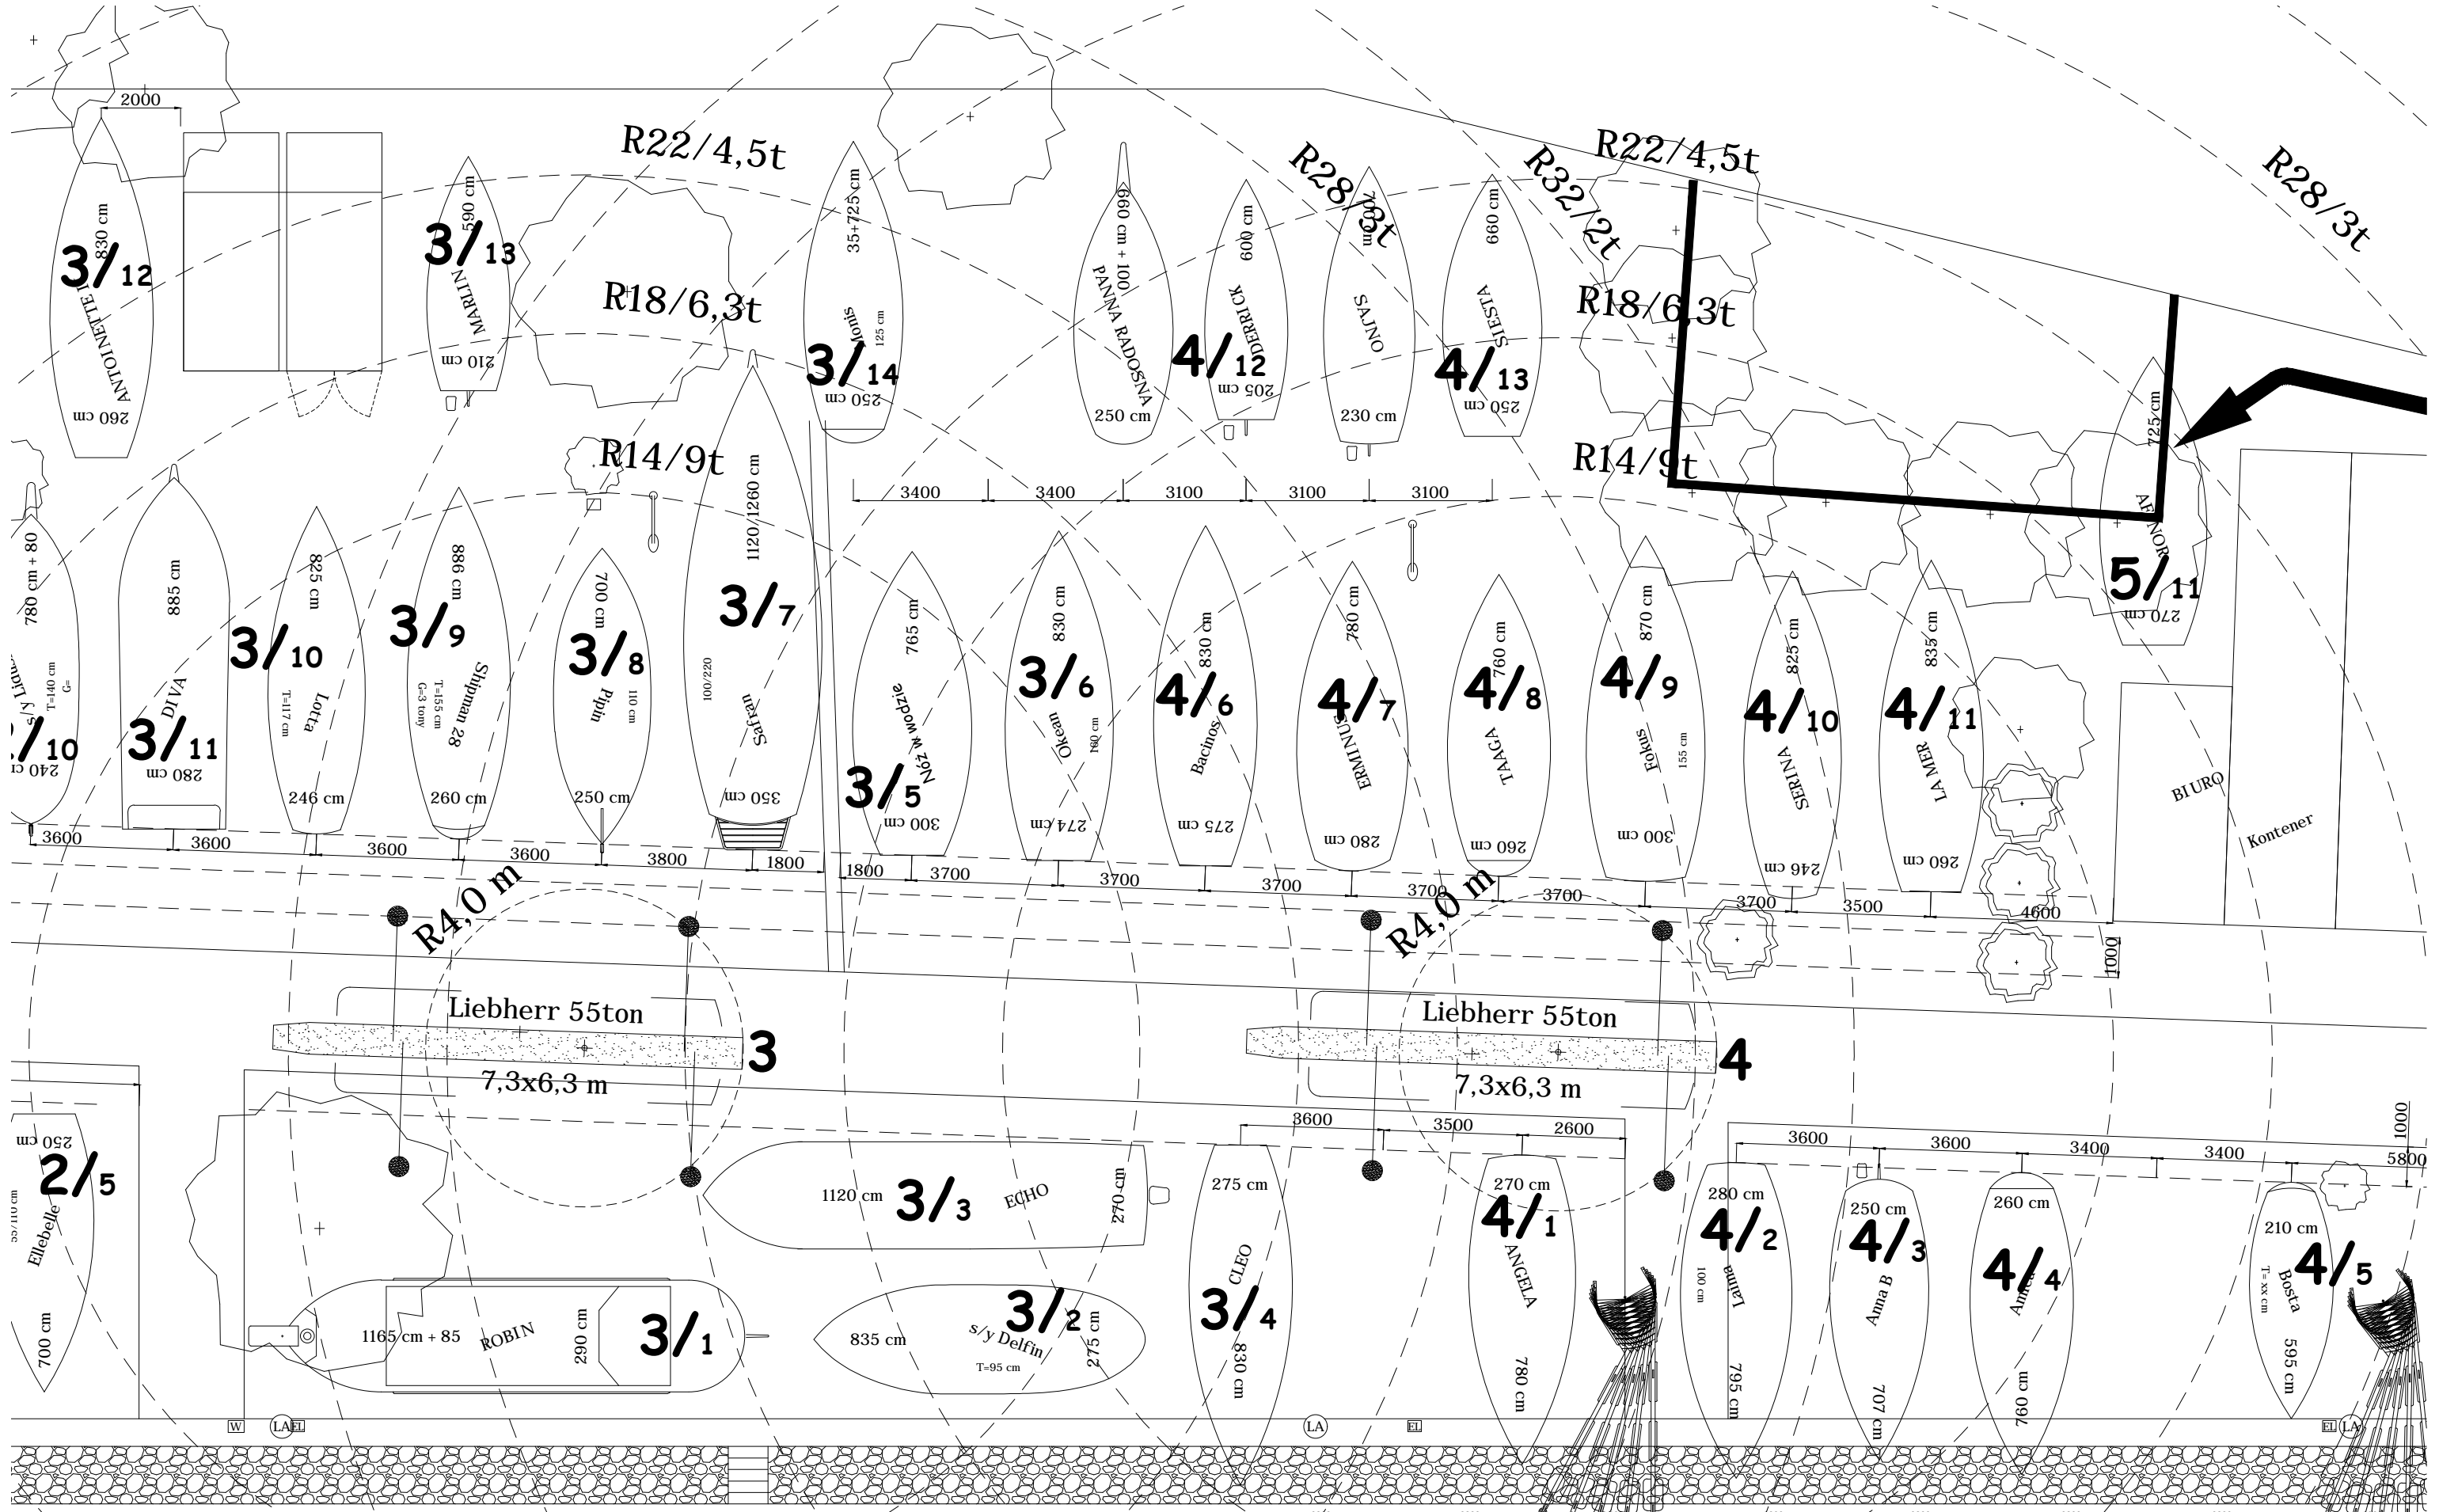 2000
R22/4,5t
R22/4,5t
R28/3t
R32/2t
R28/3t
830 cm
3/12
ANTOINETTE I
260 cm
590 cm
3/13
MARLIN
210 cm
R18/6,3t
R18/6,3t
35+725 cm
Monis
125 cm
3/14
250 cm
660 cm + 100
PANNA RADOSNA
250 cm
600 cm
DERRICK
4/12
205 cm
700 cm
SAJNO
230 cm
660 cm
SIESTA
4/13
250 cm
R14/9t
R14/9t
3400
3400
3100
3100
3100
725 cm
5/11
270 cm
780 cm + 80
T=140 cm
G=
/10
240 cm
885 cm
DIVA
3/11
280 cm
825 cm
3/10
T=117 cm
Lotta
246 cm
886 cm
3/9
Shipman 28
T=155 cm
G=3 tony
260 cm
700 cm
3/8
Pipin
110 cm
250 cm
1120/1260 cm
3/7
100/220
Safran
350 cm
765 cm
Nóż w wodzie
3/5
300 cm
830 cm
3/6
Okean
160 cm
274 cm
830 cm
4/6
Bacinos
275 cm
780 cm
4/7
ERMINUS
280 cm
760 cm
4/8
TAAGA
260 cm
870 cm
4/9
Fokus
155 cm
300 cm
825 cm
4/10
SERINA
246 cm
835 cm
4/11
LA MER
260 cm
BIURO
Kontener
3600
3600
3600
3600
3800
1800
1800
3700
3700
3700
3700
3700
3700
3500
4600
1000
R4,0 m
R4,0 m
Liebherr 55ton
3
7,3x6,3 m
Liebherr 55ton
4
7,3x6,3 m
3600
3500
2600
3600
3600
3400
3400
5800
1000
250 cm
2/5
Ellebelle
700 cm
1120 cm
3/3
ECHO
270 cm
1165 cm + 85
ROBIN
290 cm
3/1
835 cm
s/y Delfin
T=95 cm
3/2
275 cm
275 cm
CLEO
3/4
830 cm
270 cm
4/1
ANGELA
780 cm
280 cm
4/2
100 cm
Laima
795 cm
250 cm
4/3
Anna B
707 cm
260 cm
4/4
760 cm
210 cm
4/5
T= xx cm
Bosta
595 cm
W
LA
EL
LA
EL
EL
LA